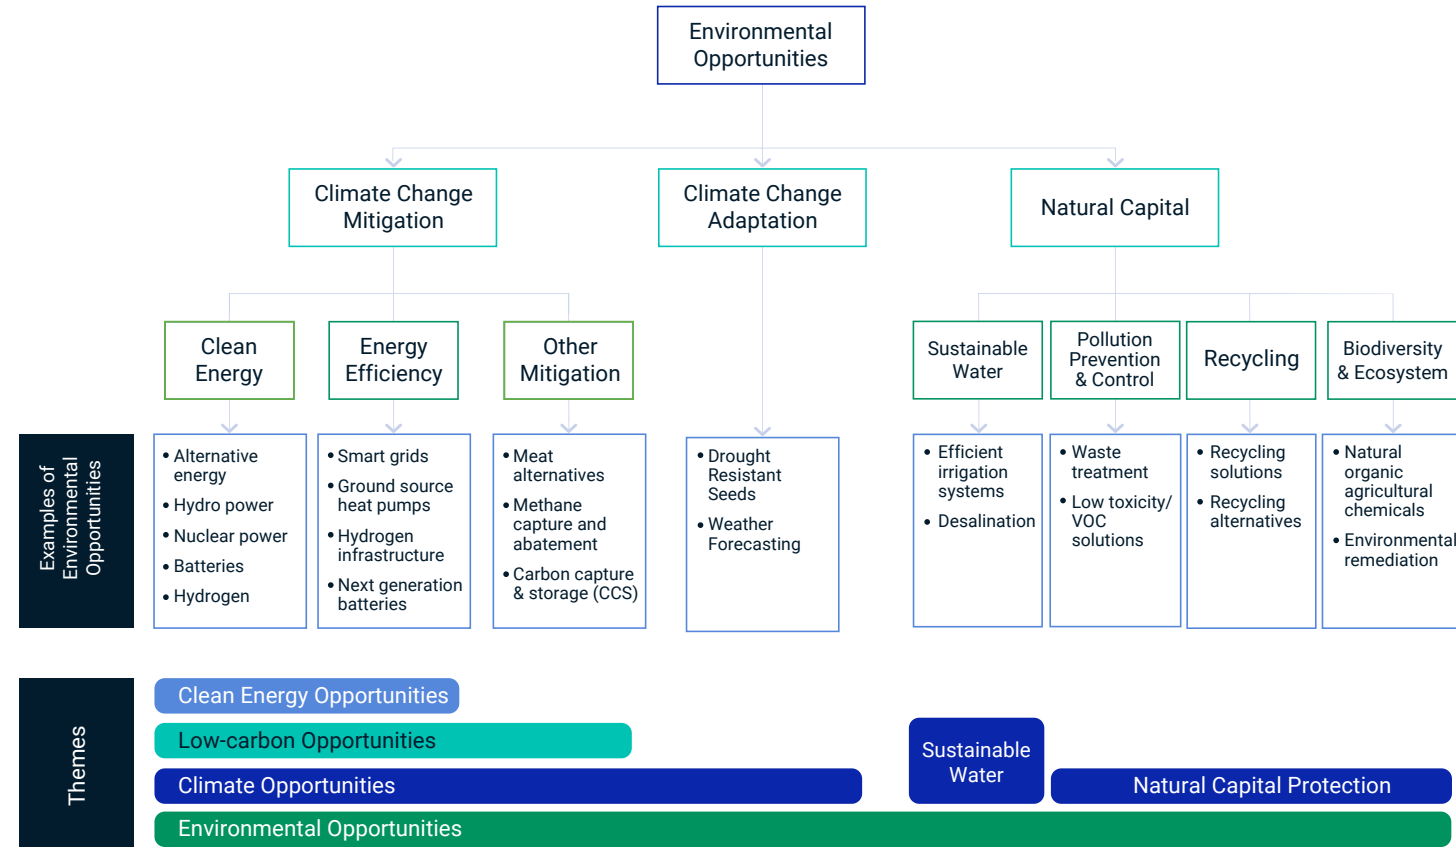 Environmental
Opportunities
Climate Change
Mitigation
Climate Change
Adaptation
Natural Capital
Clean
Energy
Energy
Efficiency
Other
Mitigation
Sustainable
Water
Pollution
Prevention
& Control
Recycling
Biodiversity
& Ecosystem
Examples of
Environmental
Opportunities
• Alternative
energy
• Hydro power
• Nuclear power
• Batteries
• Hydrogen
• Smart grids
• Ground source
heat pumps
• Hydrogen
infrastructure
• Next generation
batteries
• Meat
alternatives
• Methane
capture and
abatement
• Carbon capture
& storage (CCS)
• Drought
Resistant
Seeds
• Weather
Forecasting
• Efficient
irrigation
systems
• Desalination
• Waste
treatment
• Low toxicity/
VOC
solutions
• Recycling
solutions
• Recycling
alternatives
• Natural
organic
agricultural
chemicals
• Environmental
remediation
Themes
Clean Energy Opportunities
Low-carbon Opportunities
Climate Opportunities
Sustainable
Water
Natural Capital Protection
Environmental Opportunities